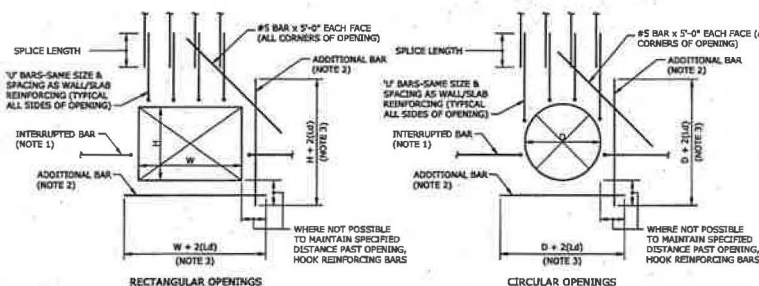 #5 BAR x 5'-0" EACH FACE
(ALL CORNERS OF OPENING)
SPLICE LENGTH
ADDITIONAL BAR
(NOTE 2)
'U' BARS-SAME SIZE &
SPACING AS WALL/SLAB
REINFORCING (TYPICAL
ALL SIDES OF OPENING)
INTERRUPTED BAR
(NOTE 1)
H
W
H + 2(Ld)
(NOTE 3)
ADDITIONAL BAR
(NOTE 2)
W + 2(Ld)
(NOTE 3)
WHERE NOT POSSIBLE
TO MAINTAIN SPECIFIED
DISTANCE PAST OPENING,
HOOK REINFORCING BARS
RECTANGULAR OPENINGS
#5 BAR x 5'-0" EACH FACE (A
CORNERS OF OPENING)
SPLICE LENGTH
ADDITIONAL BAR
(NOTE 2)
'U' BARS-SAME SIZE &
SPACING AS WALL/SLAB
REINFORCING (TYPICAL
ALL SIDES OF OPENING)
INTERRUPTED BAR
(NOTE 1)
D
D + 2(Ld)
(NOTE 3)
ADDITIONAL BAR
(NOTE 2)
D + 2(Ld)
(NOTE 3)
WHERE NOT POSSIBLE
TO MAINTAIN SPECIFIED
DISTANCE PAST OPENING,
HOOK REINFORCING BARS
CIRCULAR OPENINGS